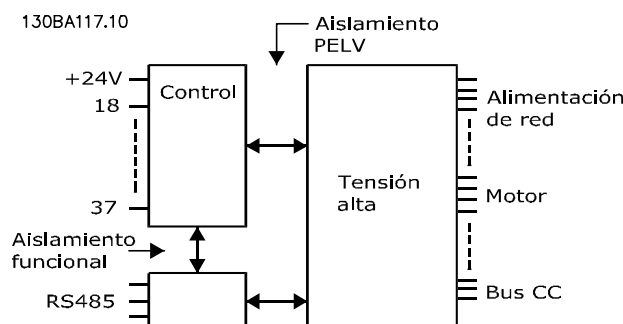 130BA117.10
Aislamiento
PELV
+24V
18
37
Control
Tensión
alta
Alimentación
de red
Motor
Bus CC
Aislamiento
funcional
RS485